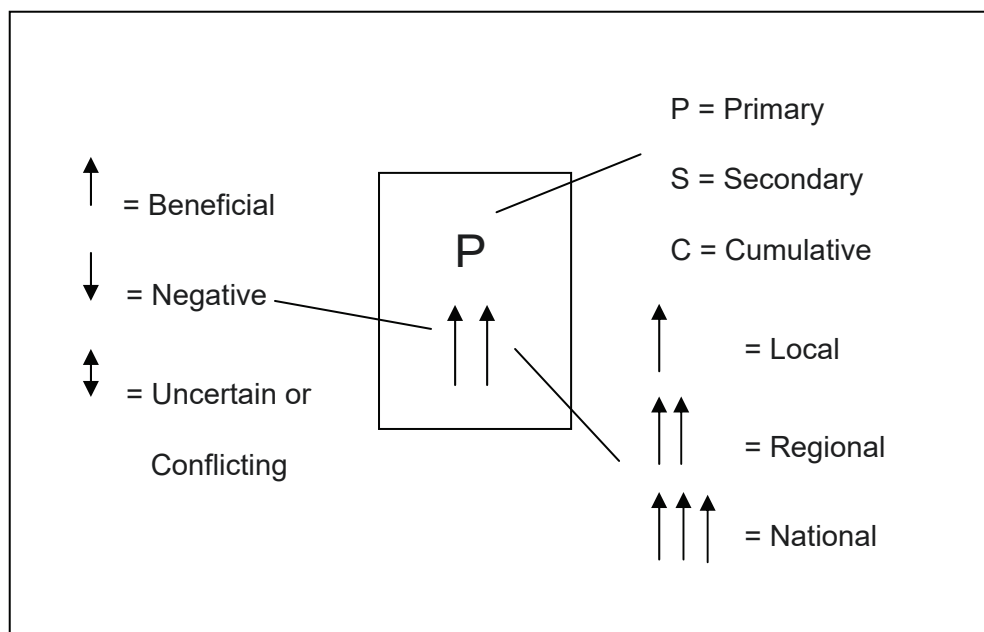 = Beneficial
= Negative
= Uncertain or
Conflicting
P
P = Primary
S = Secondary
C = Cumulative
= Local
= Regional
= National